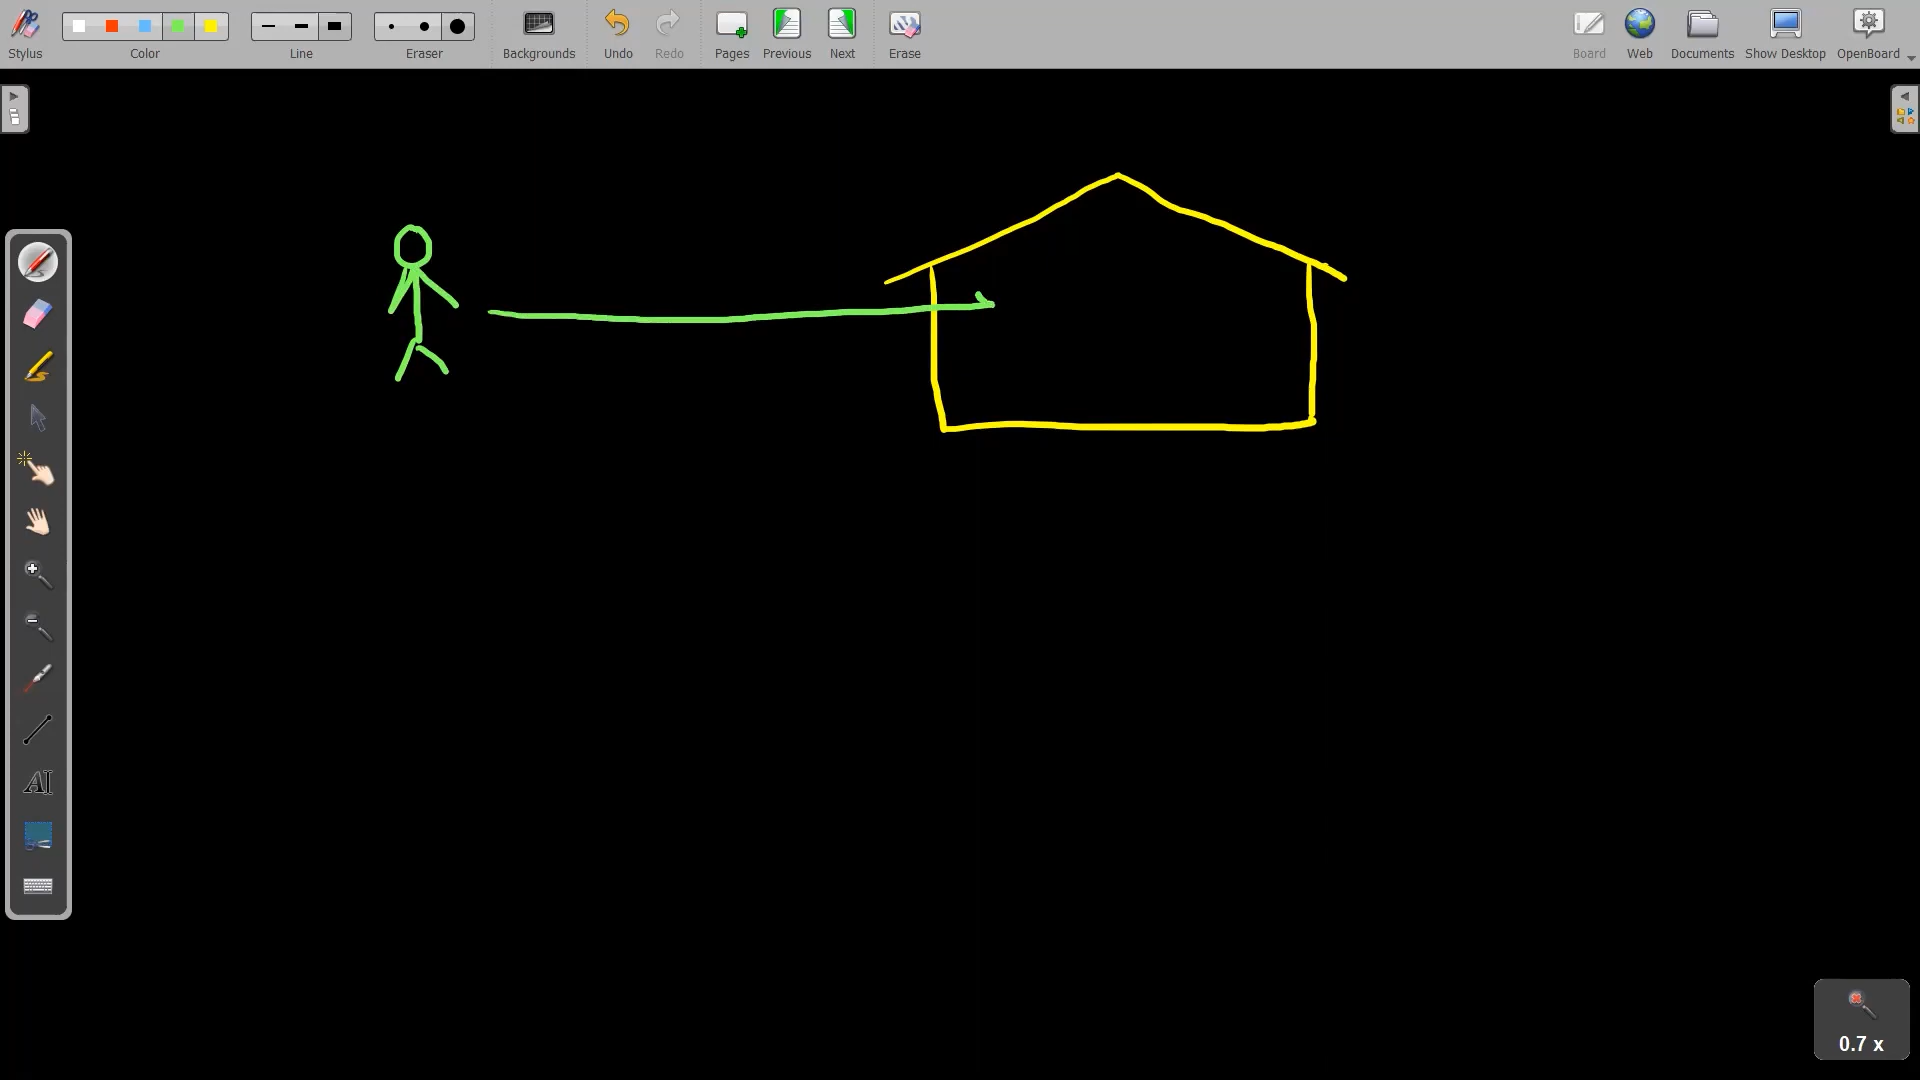 Stylus Color Line Eraser Backgrounds Undo Redo Pages Previous Next Erase Board Web Documents Show Desktop OpenBoard
AI
0.7 x